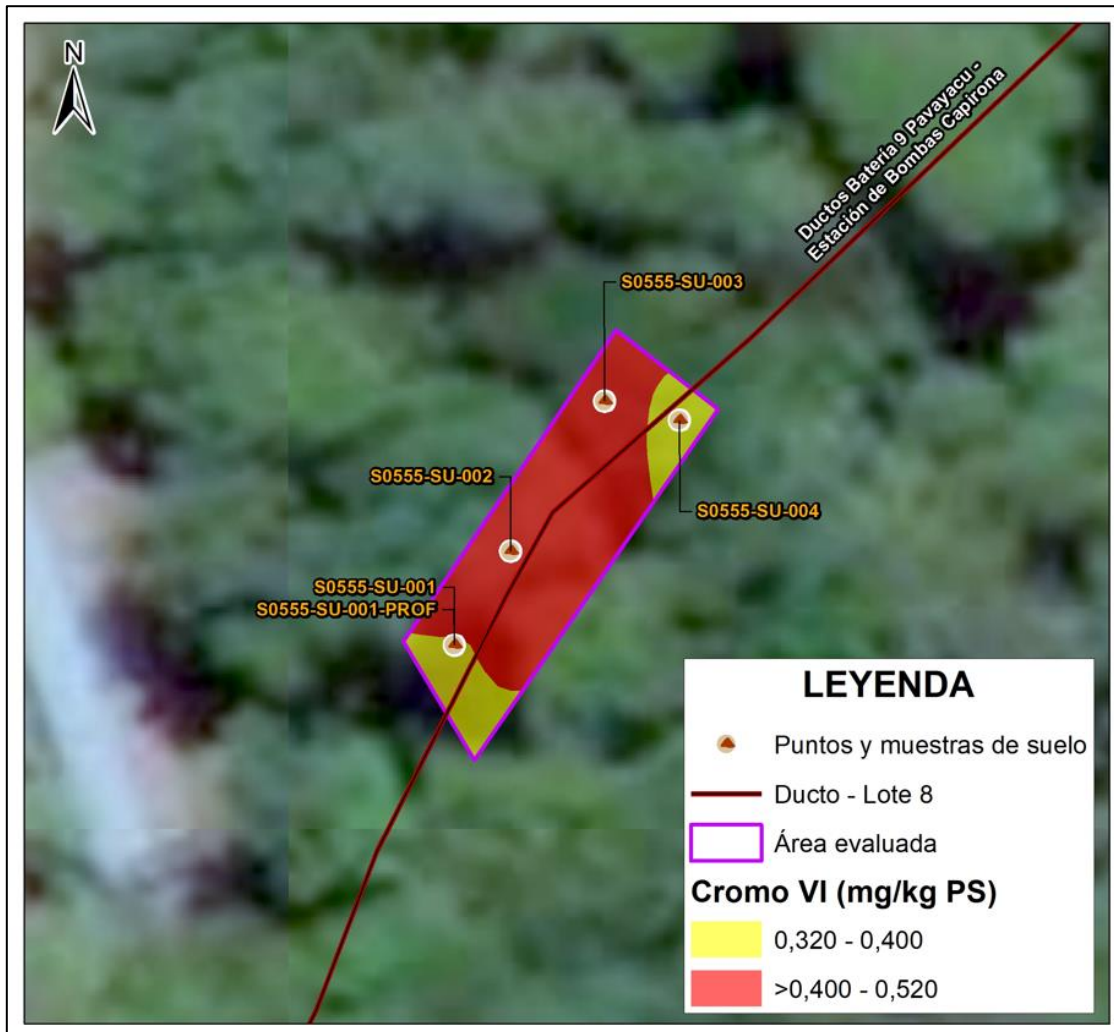 N
Ductos Batería 9 Pavayacu -
Estación de Bombas Capirona
S0555-SU-003
S0555-SU-002
S0555-SU-004
S0555-SU-001
S0555-SU-001-PROF
LEYENDA
Puntos y muestras de suelo
Ducto - Lote 8
Área evaluada
Cromo VI (mg/kg PS)
0,320 - 0,400
>0,400 - 0,520